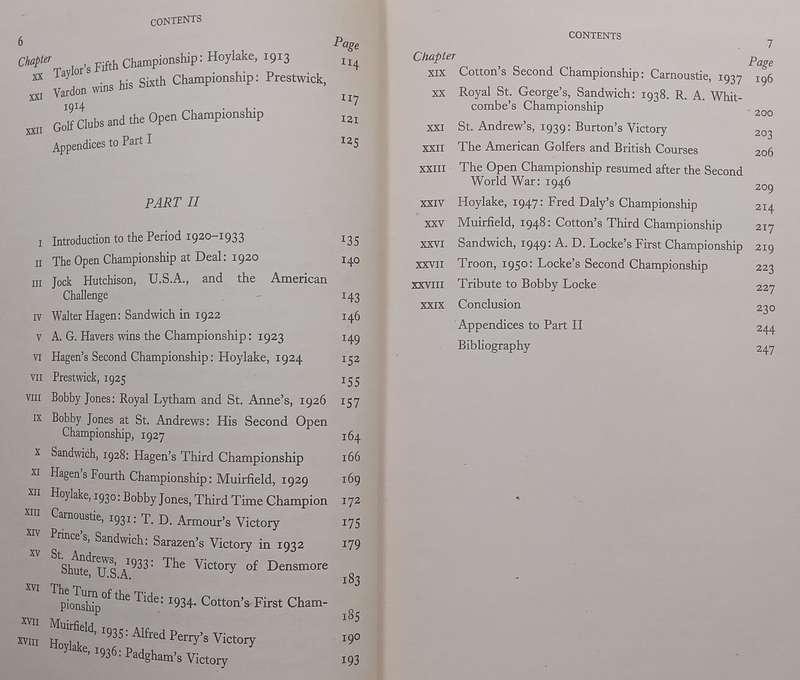 6
CONTENTS
Chapter Page
XX Taylor's Fifth Championship: Hoylake, 1913 114
XXI Vardon wins his Sixth Championship: Prestwick,
1914 117
XXII Golf Clubs and the Open Championship 121
Appendices to Part I 125
PART II
I Introduction to the Period 1920–1933 135
II The Open Championship at Deal: 1920 140
III Jock Hutchison, U.S.A., and the American
Challenge 143
IV Walter Hagen: Sandwich in 1922 146
V A. G. Havers wins the Championship: 1923 149
VI Hagen's Second Championship: Hoylake, 1924 152
VII Prestwick, 1925 155
VIII Bobby Jones: Royal Lytham and St. Anne's, 1926 157
IX Bobby Jones at St. Andrews: His Second Open
Championship, 1927 164
X Sandwich, 1928: Hagen's Third Championship 166
XI Hagen's Fourth Championship: Muirfield, 1929 169
XII Hoylake, 1930: Bobby Jones, Third Time Champion 172
XIII Carnoustie, 1931: T. D. Armour's Victory 175
XIV Prince's, Sandwich: Sarazen's Victory in 1932 179
XV St. Andrews, 1933: The Victory of Densmore
Shute, U.S.A. 183
XVI The Turn of the Tide: 1934. Cotton's First Cham-
pionship 185
XVII Muirfield, 1935: Alfred Perry's Victory 190
XVIII Hoylake, 1936: Padgham's Victory 193
CONTENTS
7
Chapter Page
XIX Cotton's Second Championship: Carnoustie, 1937 196
XX Royal St. George's, Sandwich: 1938. R. A. Whit-
combe's Championship 200
XXI St. Andrew's, 1939: Burton's Victory 203
XXII The American Golfers and British Courses 206
XXIII The Open Championship resumed after the Second
World War: 1946 209
XXIV Hoylake, 1947: Fred Daly's Championship 214
XXV Muirfield, 1948: Cotton's Third Championship 217
XXVI Sandwich, 1949: A. D. Locke's First Championship 219
XXVII Troon, 1950: Locke's Second Championship 223
XXVIII Tribute to Bobby Locke 227
XXIX Conclusion 230
Appendices to Part II 244
Bibliography 247